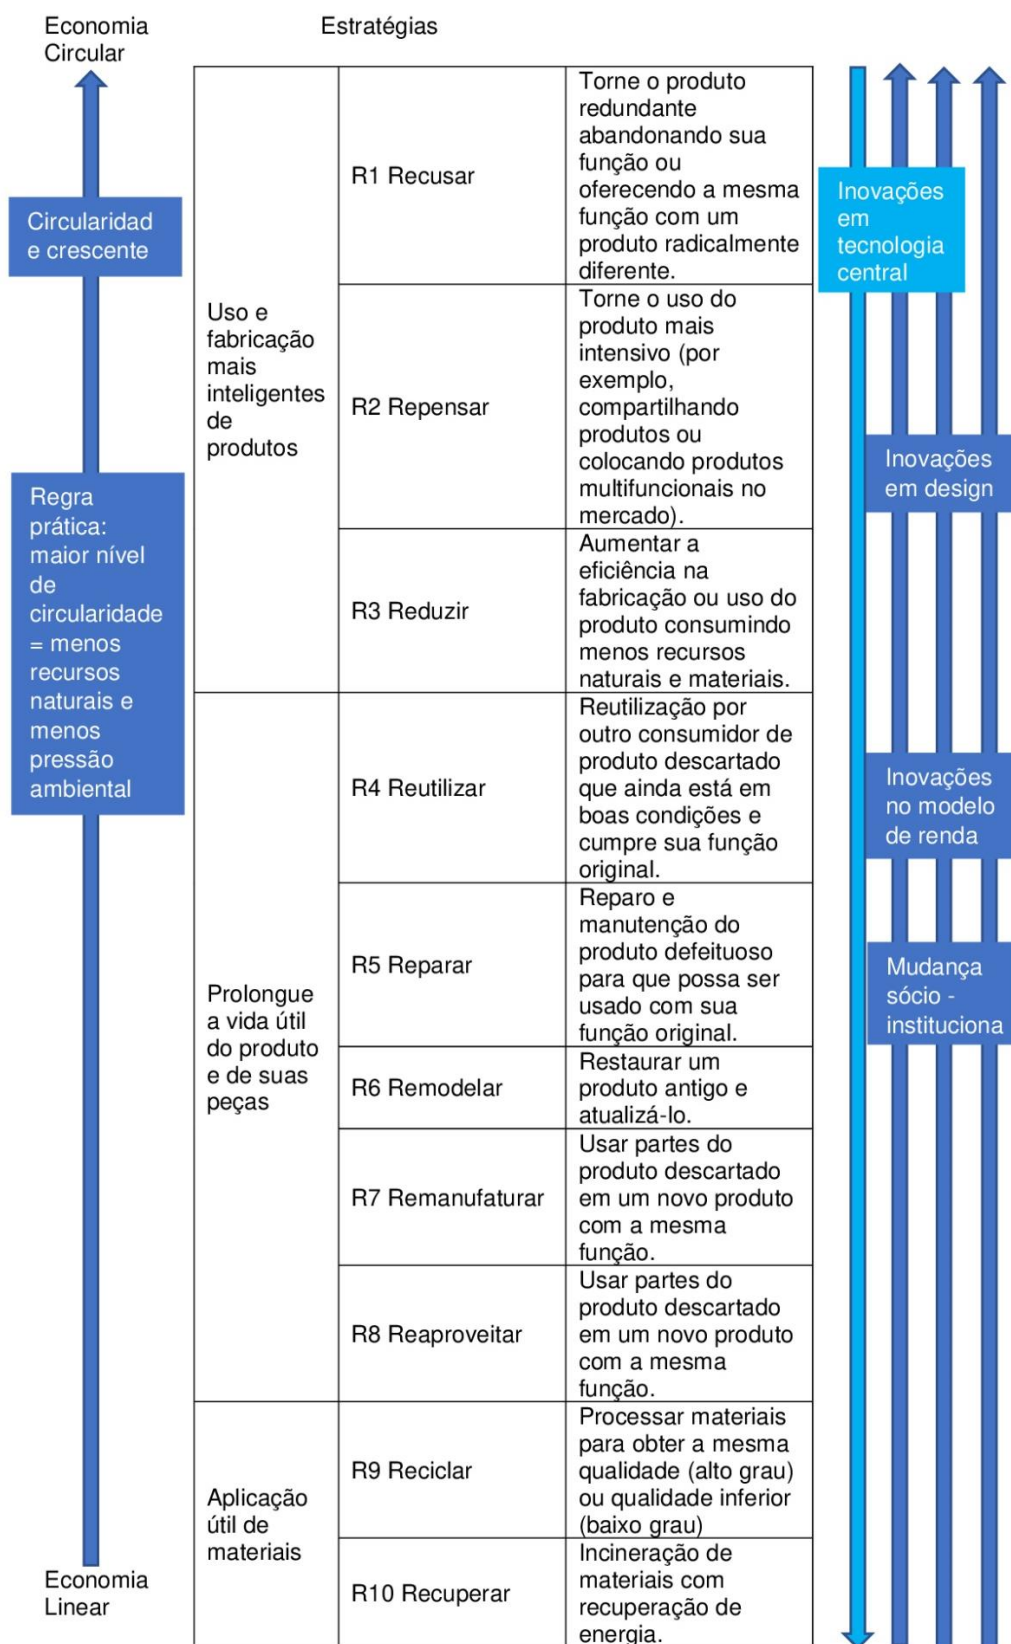 Economia
Circular
Estratégias
Circularidad
e crescente
Regra
prática:
maior nível
de
circularidade
= menos
recursos
naturais e
menos
pressão
ambiental
Economia
Linear
Uso e
fabricação
mais
inteligentes
de
produtos
R1 Recusar
Torne o produto
redundante
abandonando sua
função ou
oferecendo a mesma
função com um
produto radicalmente
diferente.
R2 Repensar
Torne o uso do
produto mais
intensivo (por
exemplo,
compartilhando
produtos ou
colocando produtos
multifuncionais no
mercado).
R3 Reduzir
Aumentar a
eficiência na
fabricação ou uso do
produto consumindo
menos recursos
naturais e materiais.
Prolongue
a vida útil
do produto
e de suas
peças
R4 Reutilizar
Reutilização por
outro consumidor de
produto descartado
que ainda está em
boas condições e
cumpre sua função
original.
R5 Reparar
Reparo e
manutenção do
produto defeituoso
para que possa ser
usado com sua
função original.
R6 Remodelar
Restaurar um
produto antigo e
atualizá-lo.
R7 Remanufaturar
Usar partes do
produto descartado
em um novo produto
com a mesma
função.
R8 Reaproveitar
Usar partes do
produto descartado
em um novo produto
com a mesma
função.
Aplicação
útil de
materiais
R9 Reciclar
Processar materiais
para obter a mesma
qualidade (alto grau)
ou qualidade inferior
(baixo grau)
R10 Recuperar
Incineração de
materiais com
recuperação de
energia.
Inovações
em
tecnologia
central
Inovações
em design
Inovações
no modelo
de renda
Mudança
sócio -
instituciona